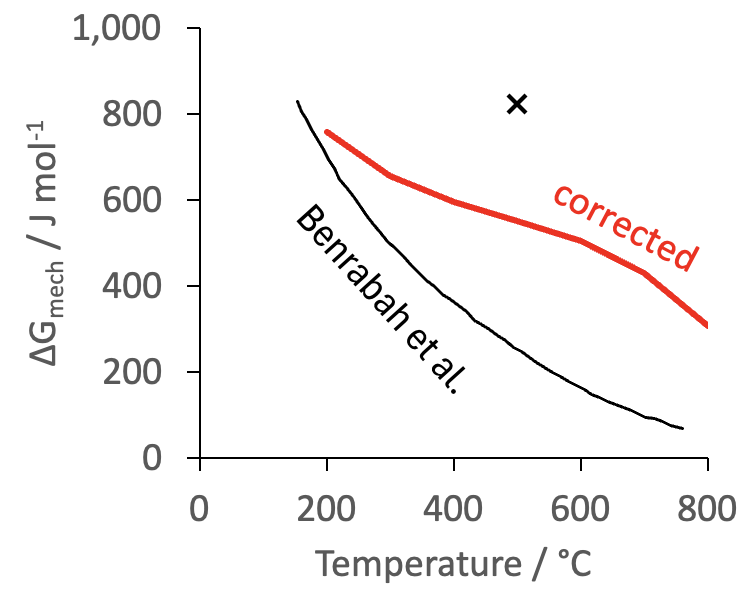 1,000
800
600
400
200
0
ΔGmech / J mol-1
corrected
Benrabah et al.
0 200 400 600 800
Temperature / °C